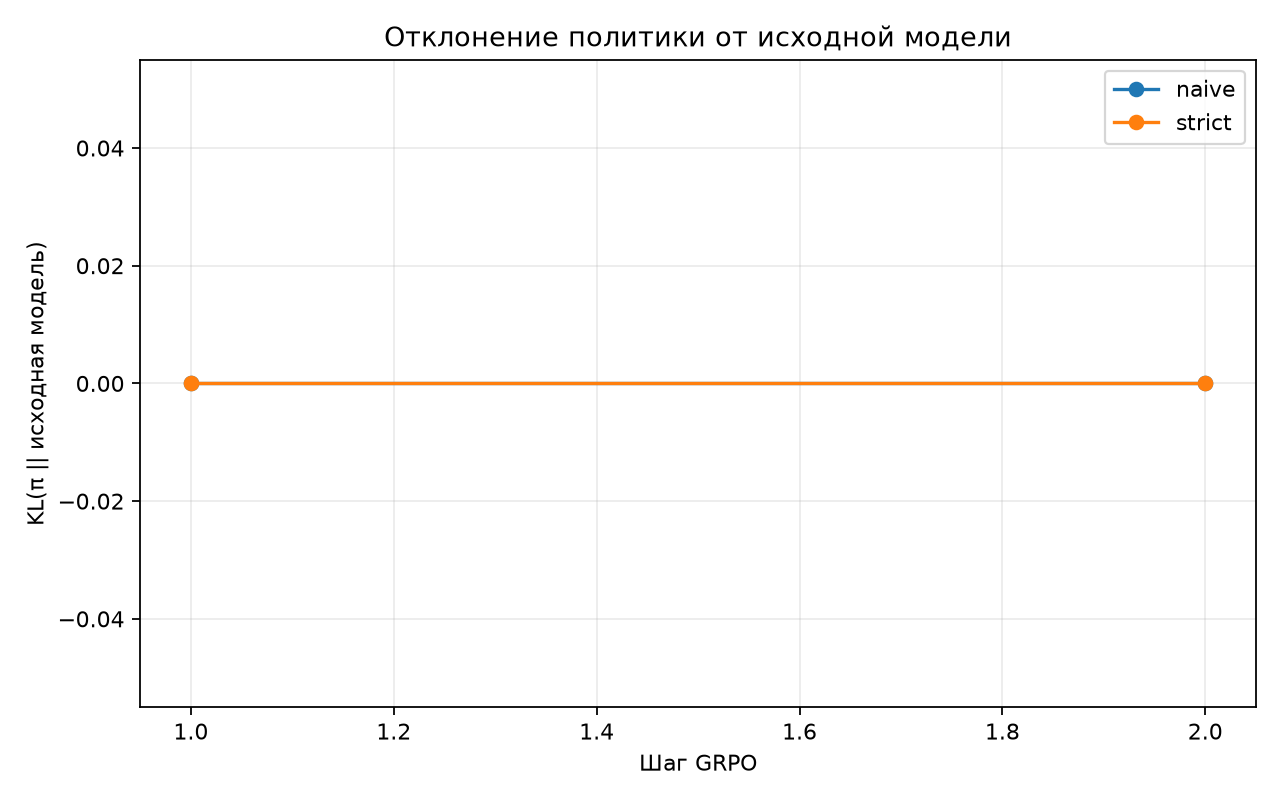 Отклонение политики от исходной модели
naive
strict
KL(π || исходная модель)
0.04
0.02
0.00
−0.02
−0.04
1.0 1.2 1.4 1.6 1.8 2.0
Шаг GRPO